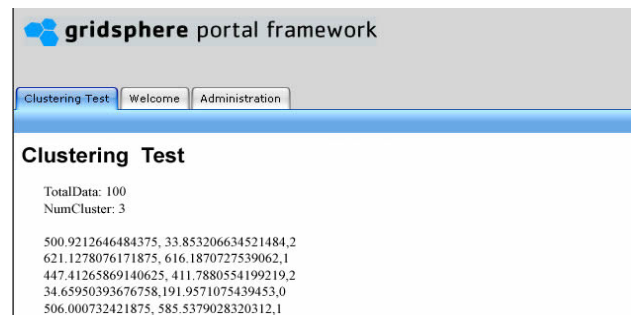 gridsphere portal framework
Clustering Test Welcome Administration
Clustering Test
TotalData: 100
NumCluster: 3
500.9212646484375, 33.853206634521484,2
621.1278076171875, 616.1870727539062,1
447.41265869140625, 411.7880554199219,2
34.65950393676758,191.9571075439453,0
506.000732421875, 585.5379028320312,1